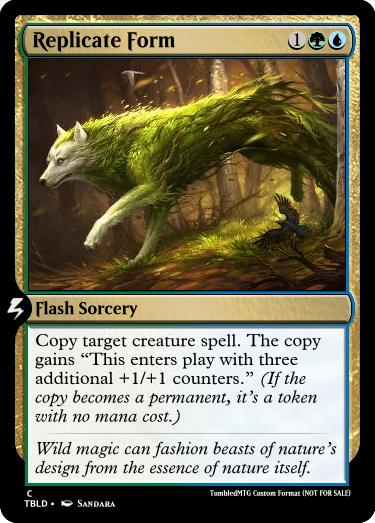 Replicate Form 1
Flash Sorcery
Copy target creature spell. The copy
gains “This enters play with three
additional +1/+1 counters.” (If the
copy becomes a permanent, it’s a token
with no mana cost.)
Wild magic can fashion beasts of nature’s
design from the essence of nature itself.
C
TBLD • SANDARA
TumbledMTG Custom Format (NOT FOR SALE)